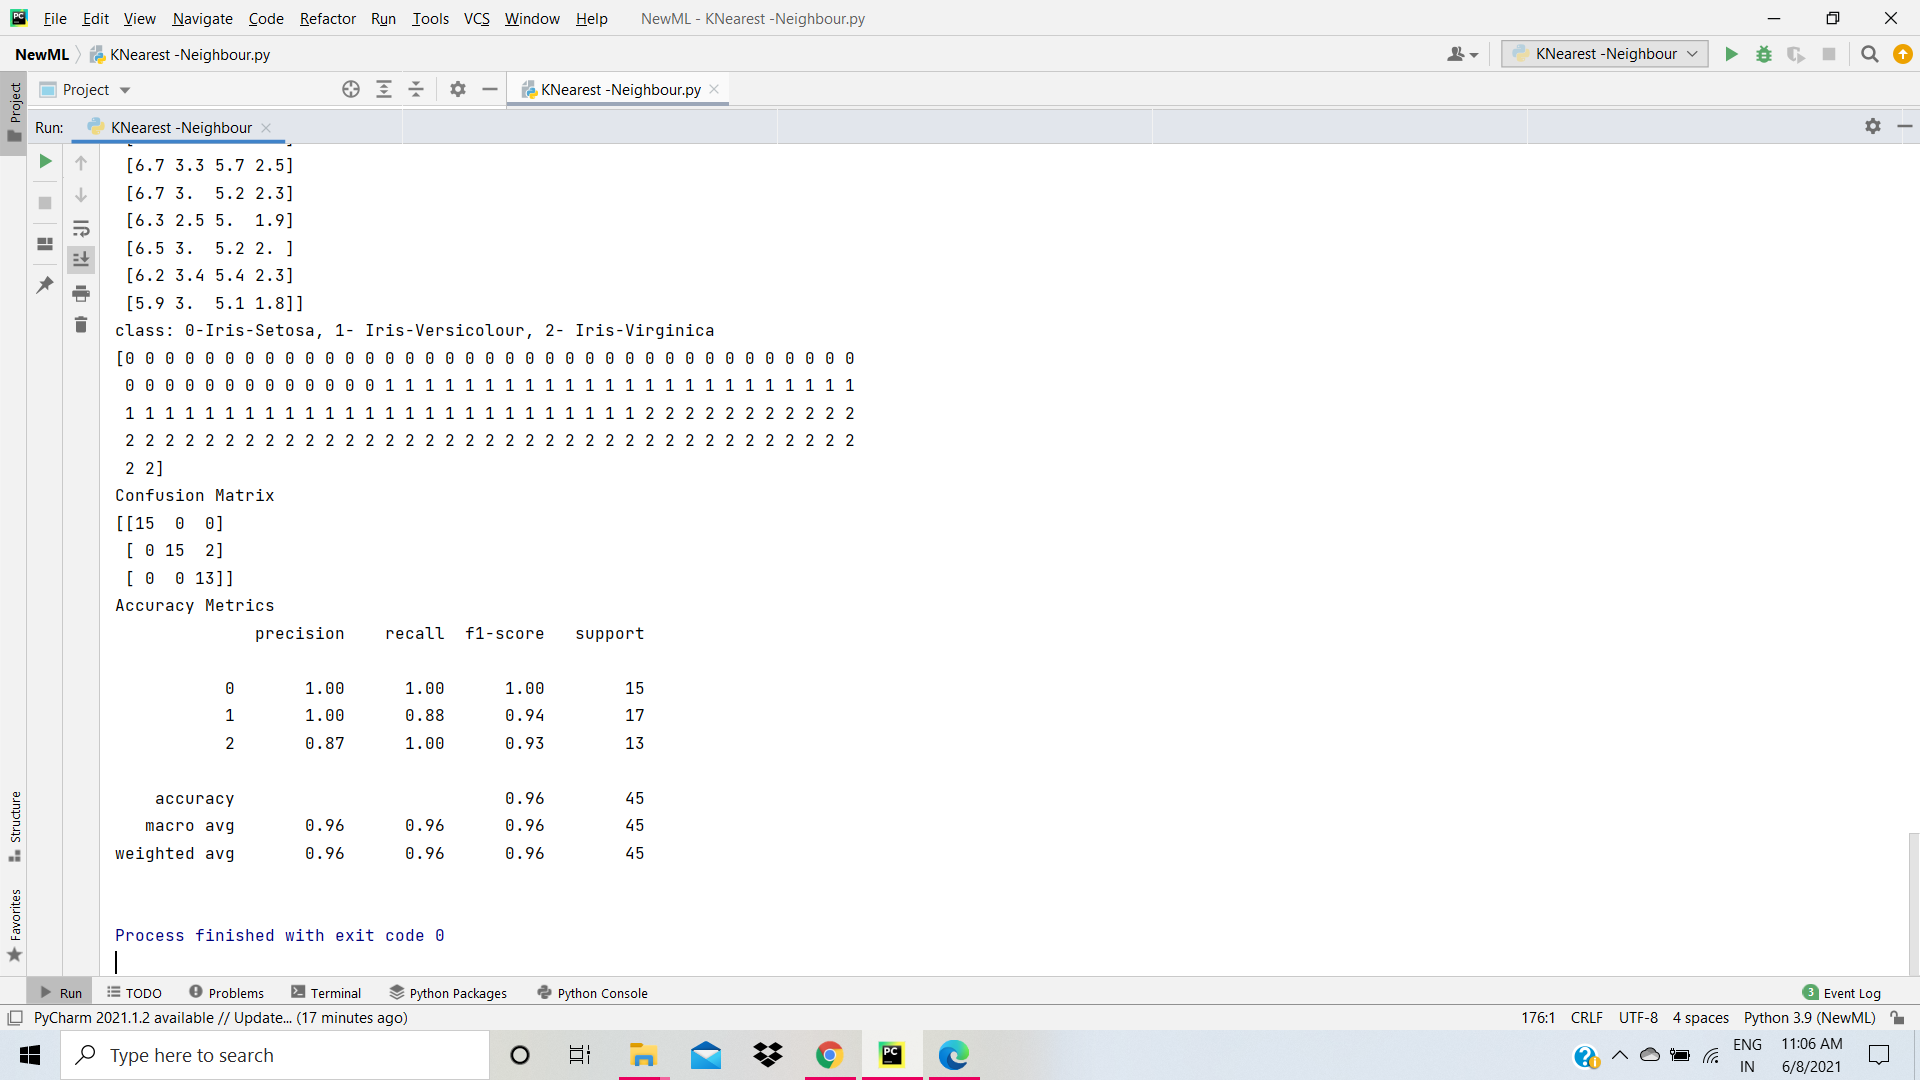 File Edit View Navigate Code Refactor Run Tools VCS Window Help NewML - KNearest -Neighbour.py
NewML KNearest -Neighbour.py KNearest -Neighbour
Project Project KNearest -Neighbour.py
Run: KNearest -Neighbour
[6.7 3.3 5.7 2.5]
[6.7 3.  5.2 2.3]
[6.3 2.5 5.  1.9]
[6.5 3.  5.2 2. ]
[6.2 3.4 5.4 2.3]
[5.9 3.  5.1 1.8]]
class: 0-Iris-Setosa, 1- Iris-Versicolour, 2- Iris-Virginica
[0 0 0 0 0 0 0 0 0 0 0 0 0 0 0 0 0 0 0 0 0 0 0 0 0 0 0 0 0 0 0 0 0 0 0 0 0
0 0 0 0 0 0 0 0 0 0 0 0 0 1 1 1 1 1 1 1 1 1 1 1 1 1 1 1 1 1 1 1 1 1 1 1 1
1 1 1 1 1 1 1 1 1 1 1 1 1 1 1 1 1 1 1 1 1 1 1 1 1 1 2 2 2 2 2 2 2 2 2 2 2
2 2 2 2 2 2 2 2 2 2 2 2 2 2 2 2 2 2 2 2 2 2 2 2 2 2 2 2 2 2 2 2 2 2 2 2 2
2 2]
Confusion Matrix
[[15  0  0]
[ 0 15  2]
[ 0  0 13]]
Accuracy Metrics
precision recall f1-score support
0 1.00 1.00 1.00 15
1 1.00 0.88 0.94 17
2 0.87 1.00 0.93 13
accuracy 0.96 45
macro avg 0.96 0.96 0.96 45
weighted avg 0.96 0.96 0.96 45
Structure
Favorites
Process finished with exit code 0
Run TODO Problems Terminal Python Packages Python Console 3 Event Log
PyCharm 2021.1.2 available // Update... (17 minutes ago) 176:1 CRLF UTF-8 4 spaces Python 3.9 (NewML)
Type here to search PC ENG 11:06 AM
IN 6/8/2021